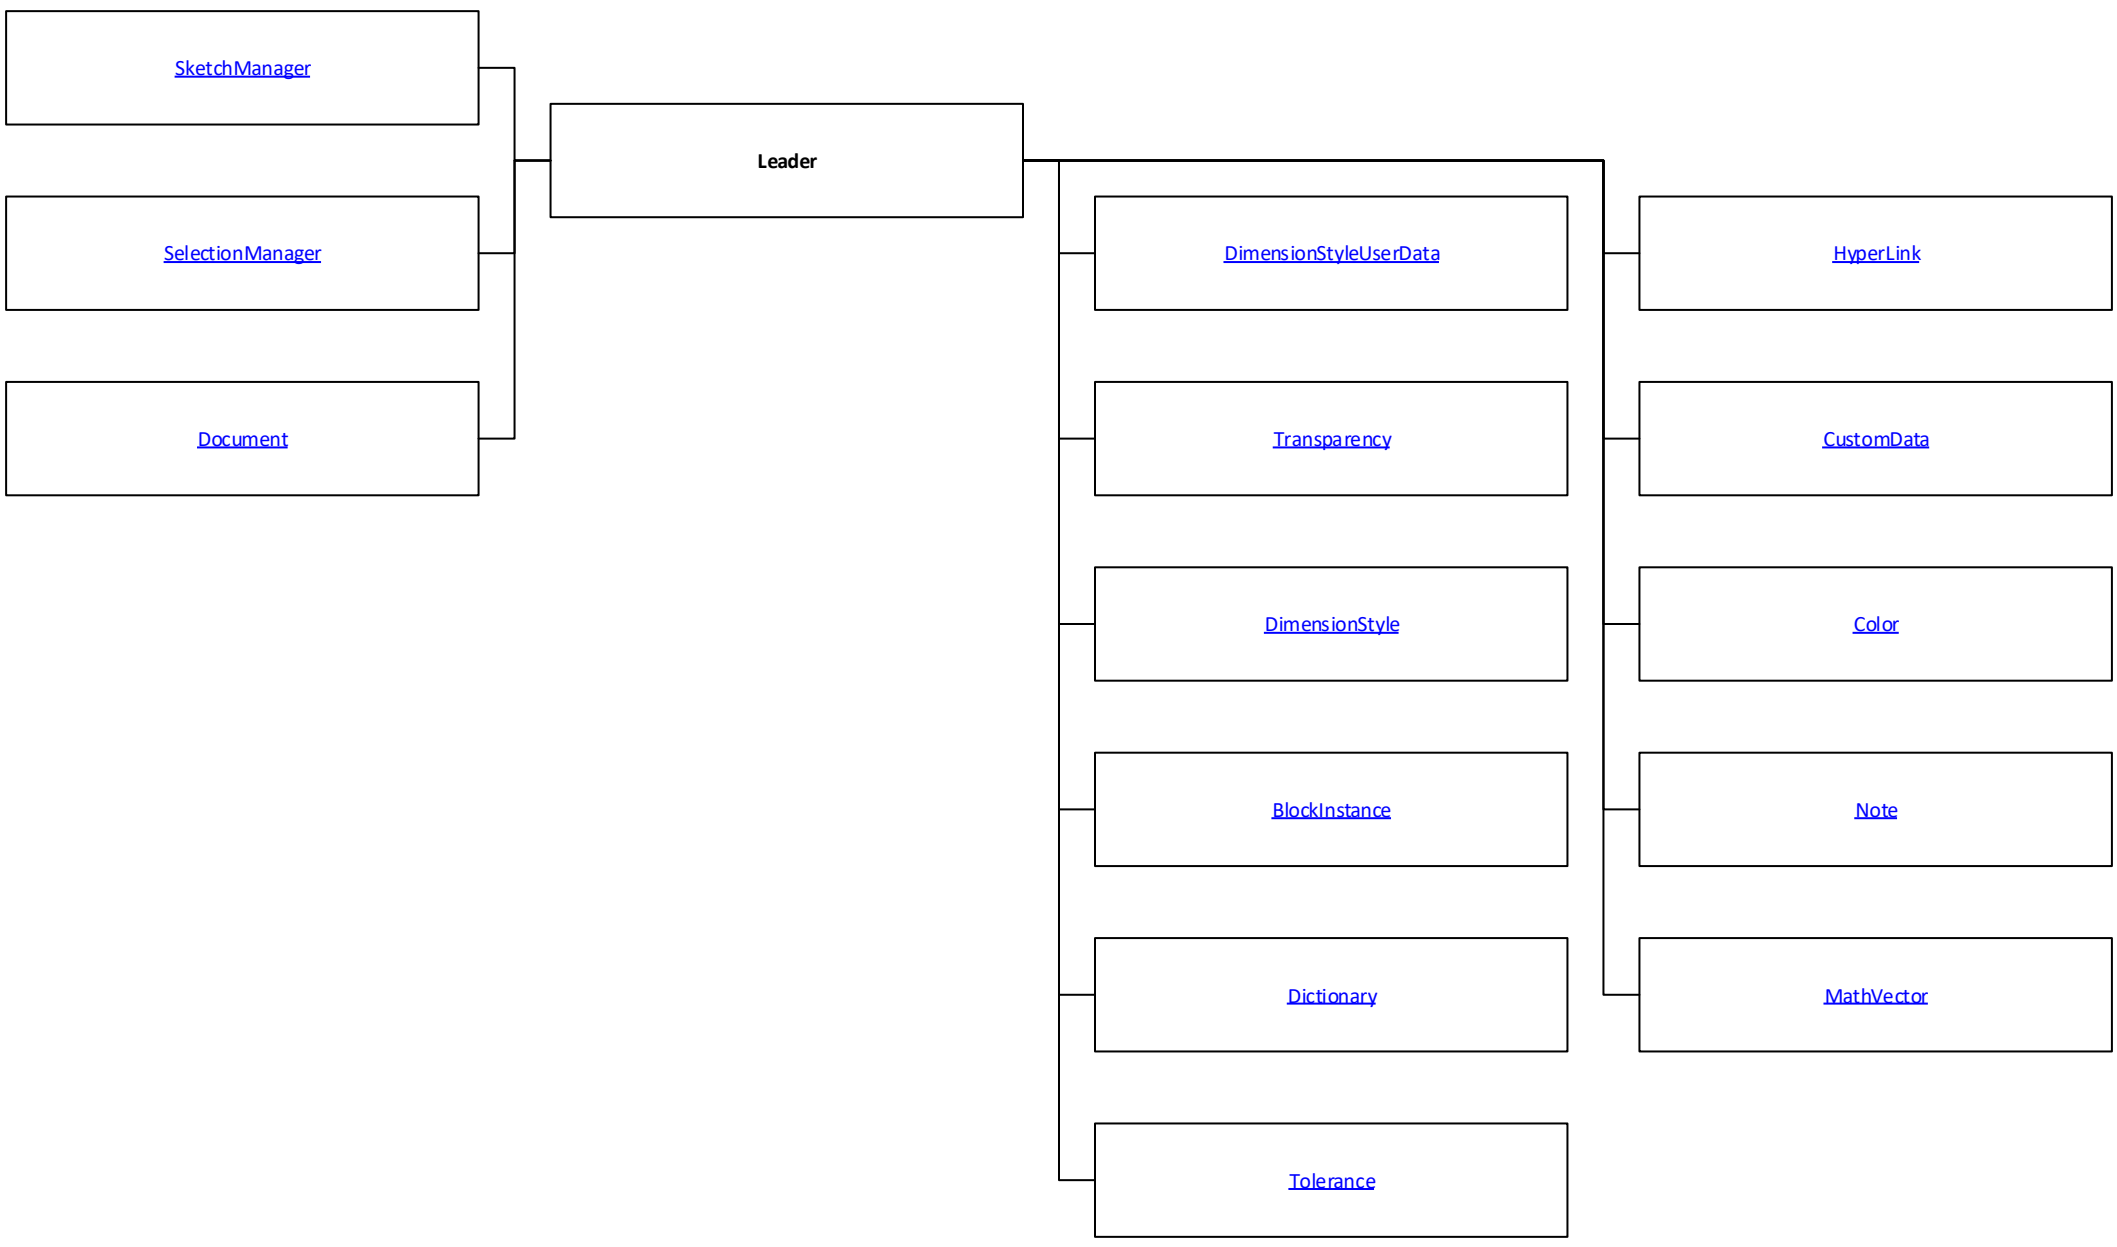 SketchManager
Leader
SelectionManager
DimensionStyleUserData
HyperLink
Document
Transparency
CustomData
DimensionStyle
Color
BlockInstance
Note
Dictionary
MathVector
Tolerance